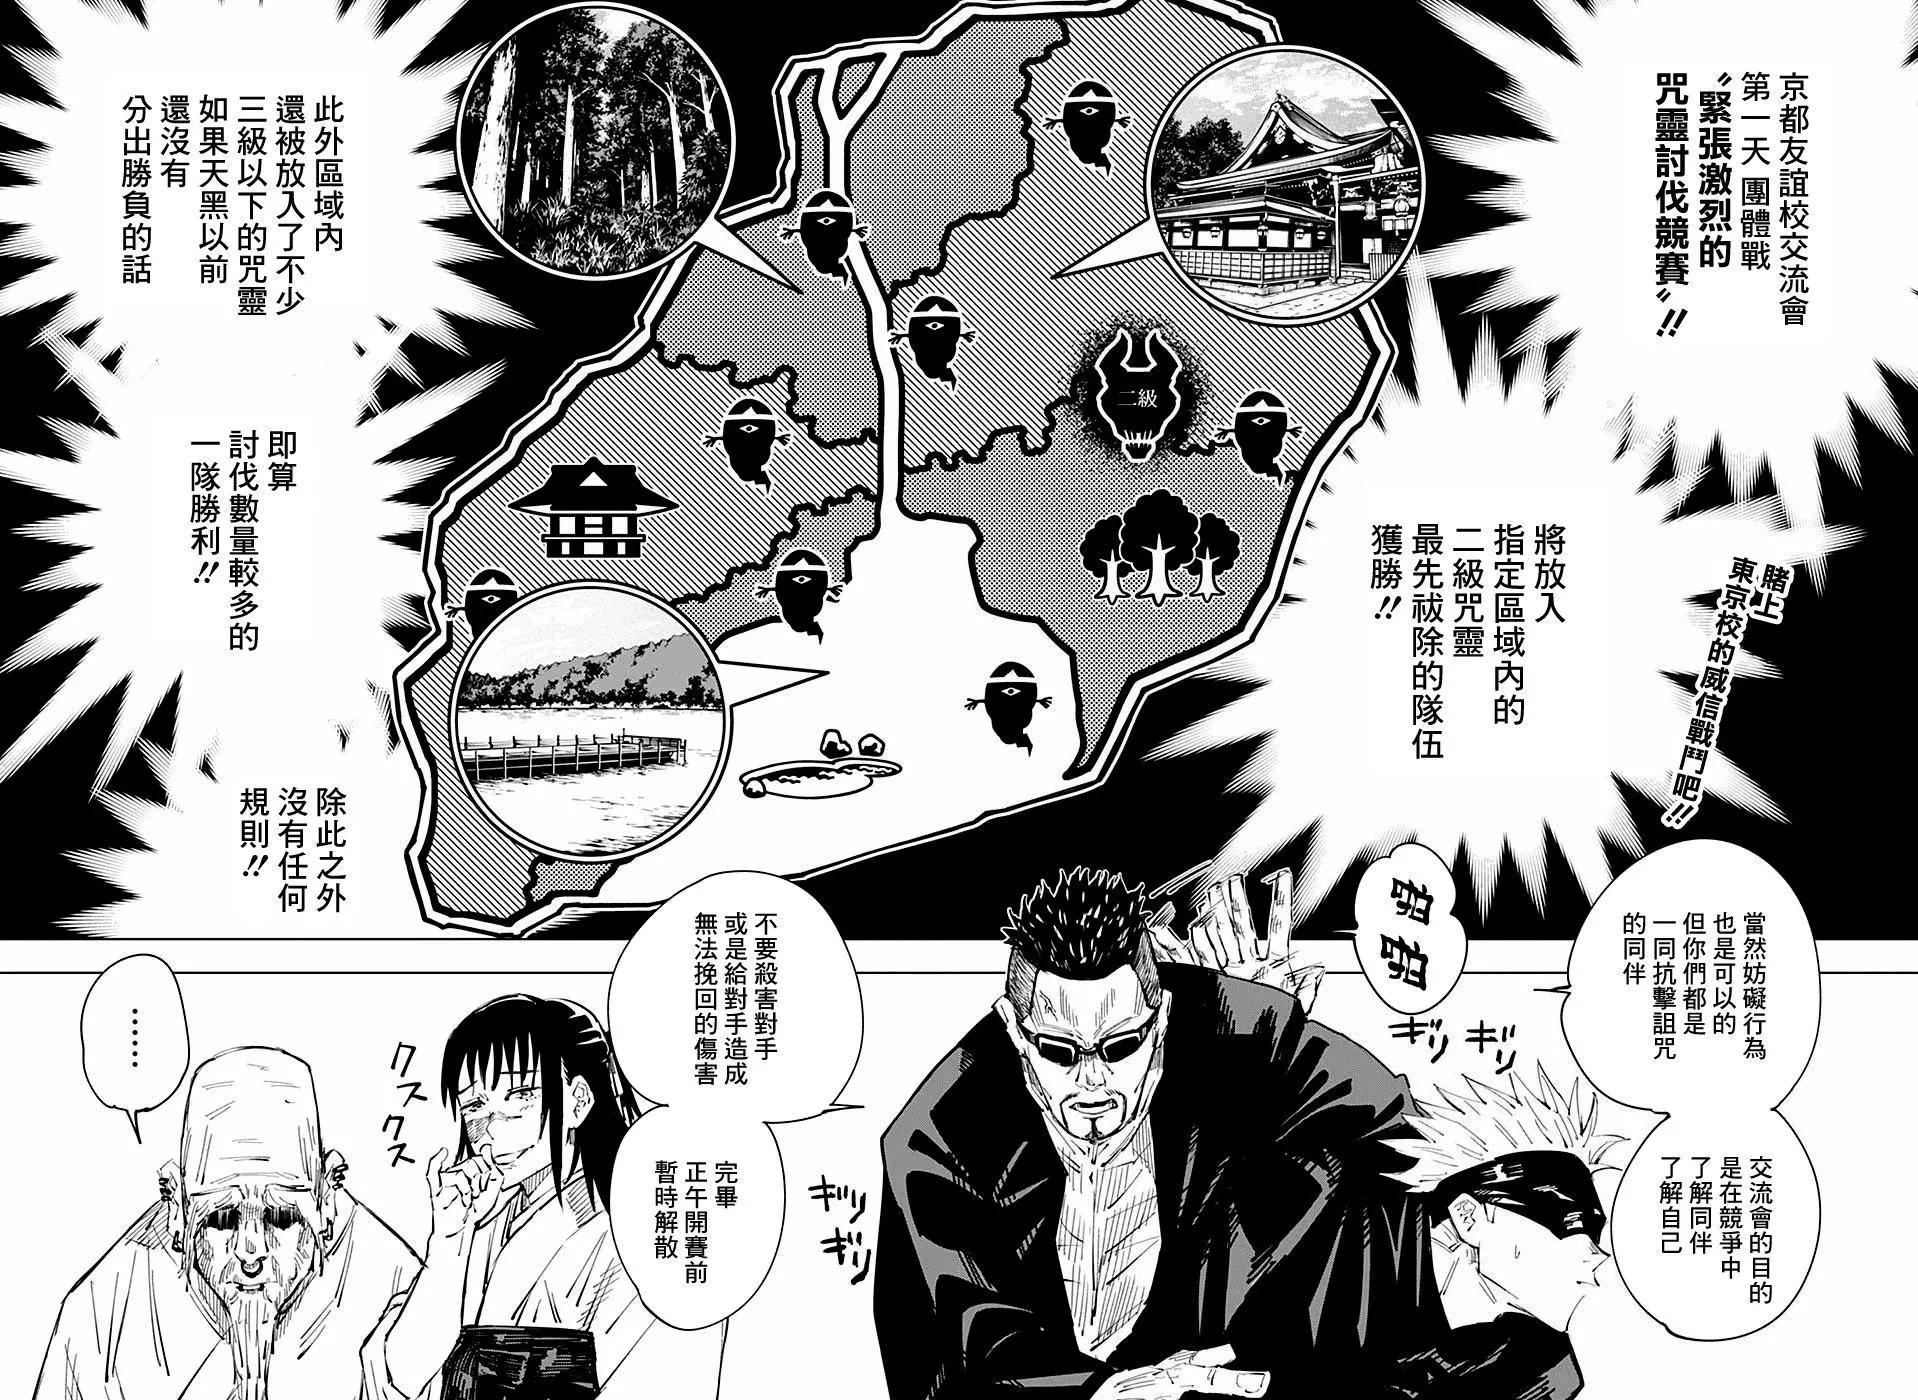 京都友誼校交流會
第一天 團體戰
〝緊張激烈的
咒靈討伐競賽〞!!
將放入
指定區域內的
二級咒靈
最先祓除的隊伍
獲勝!!
賭上
東京校的威信戰鬥吧!!
二級
此外區域內
還被放入了不少
三級以下的咒靈
如果天黑以前
還沒有
分出勝負的話
即算
討伐數量較多的
一隊勝利!!
除此之外
沒有任何
規則!!
當然妨礙行為
也是可以的
但你們都是
一同抗擊詛咒
的同伴
交流會的目的
是在競爭中
了解同伴
了解自己
ギリ
ギリ
ギリ
ギリ
不要殺害對手
或是給對手造成
無法挽回的傷害
完畢
正午開賽前
暫時解散
クスクス
クスクス
……